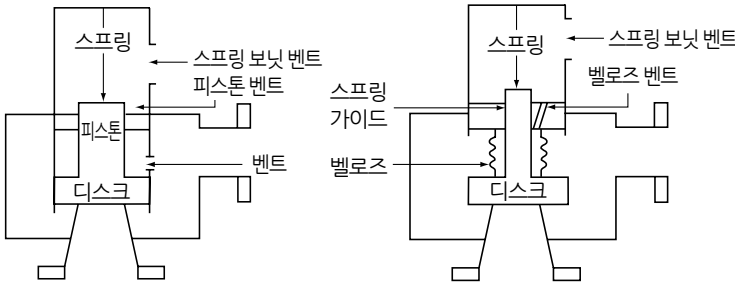 스프링
스프링 보닛 벤트
피스톤 벤트
피스톤
벤트
디스크
스프링
스프링 보닛 벤트
벨로즈 벤트
스프링
가이드
벨로즈
디스크